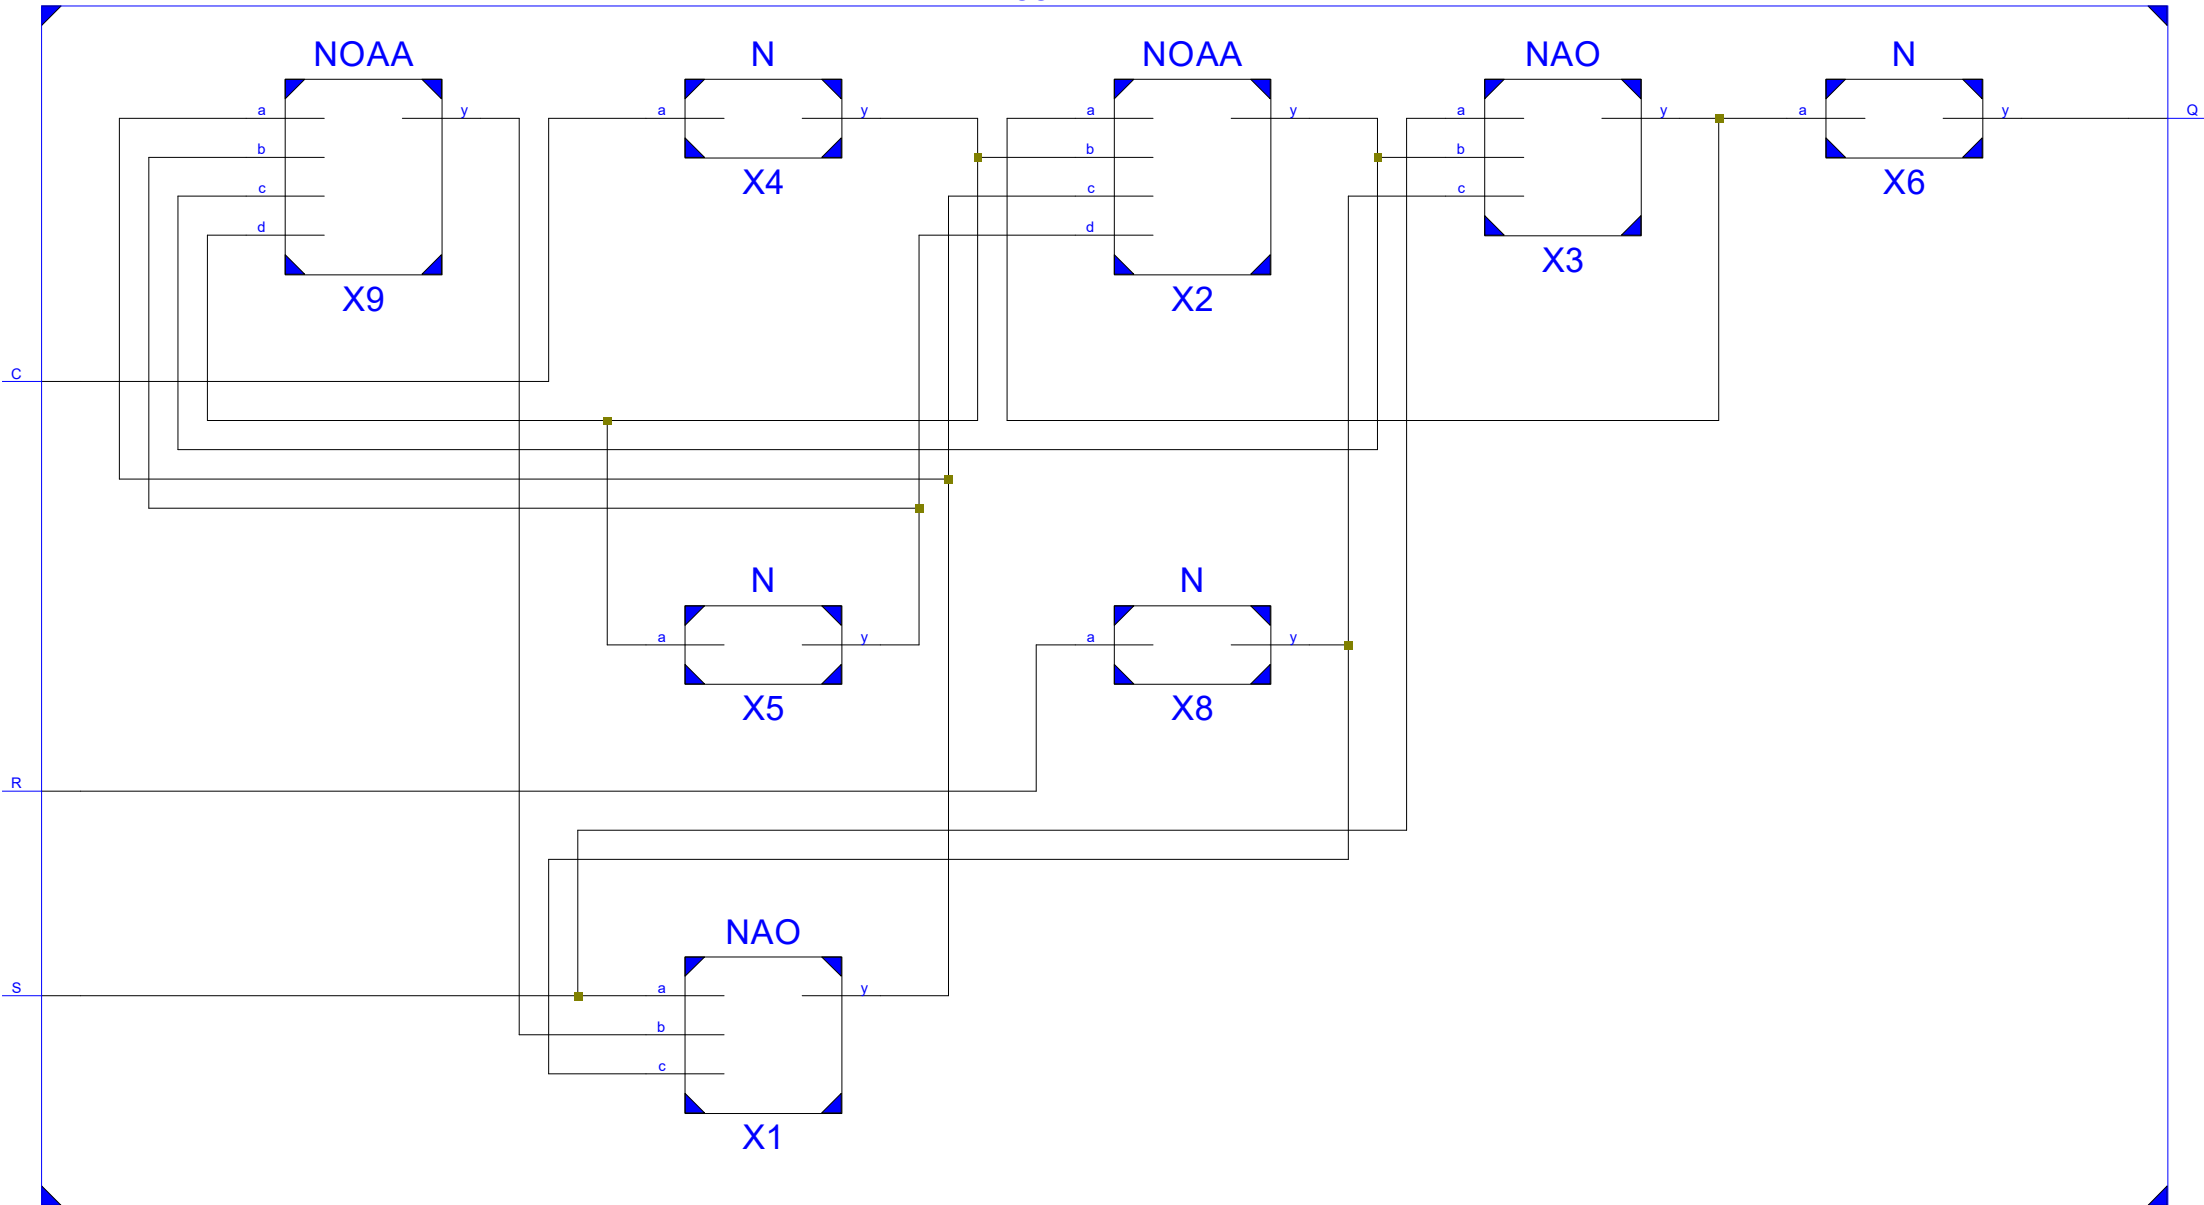 NOAA N NOAA NAO N
a y a y a y a y a y Q
b b b
c c c
d d
X4 X6
X3
X9 X2
C
N N
a y a y
X5 X8
R
NAO
S a y
b
c
X1